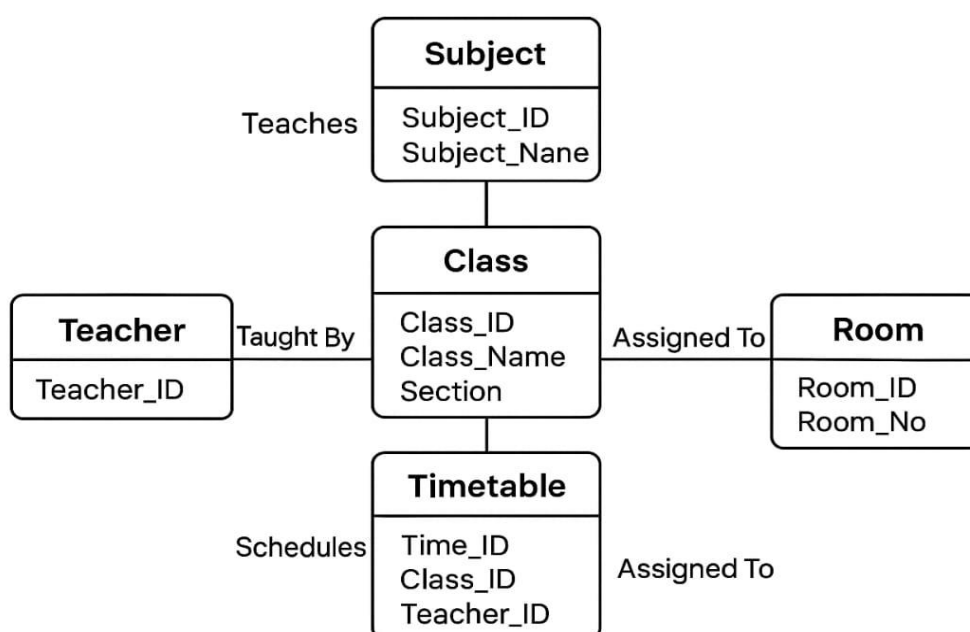 Subject
Teaches
Subject_ID
Subject_Nane
Class
Class_ID
Class_Name
Section
Teacher
Teacher_ID
Taught By
Assigned To
Room
Room_ID
Room_No
Timetable
Schedules
Time_ID
Class_ID
Teacher_ID
Assigned To